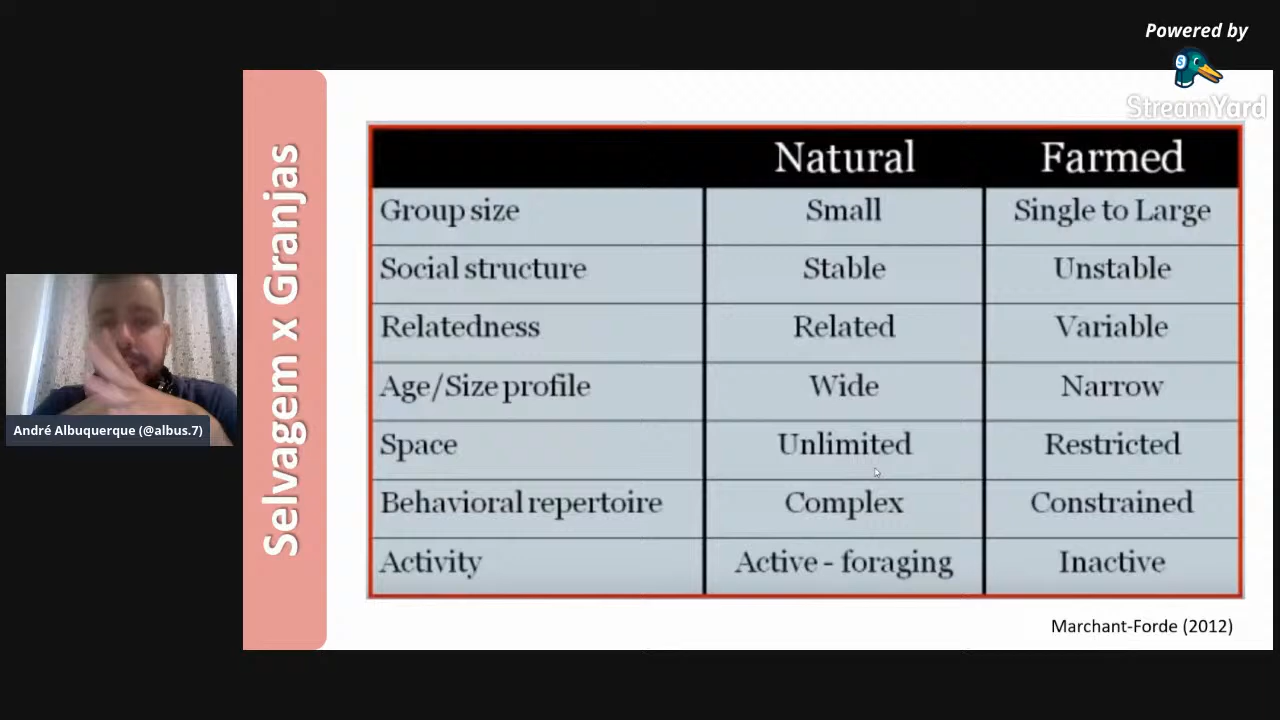 Powered by
StreamYard
Selvagem x Granjas
Natural Farmed
Group size Small Single to Large
Social structure Stable Unstable
Relatedness Related Variable
Age/Size profile Wide Narrow
Space Unlimited Restricted
Behavioral repertoire Complex Constrained
Activity Active - foraging Inactive
Marchant-Forde (2012)
André Albuquerque (@albus.7)